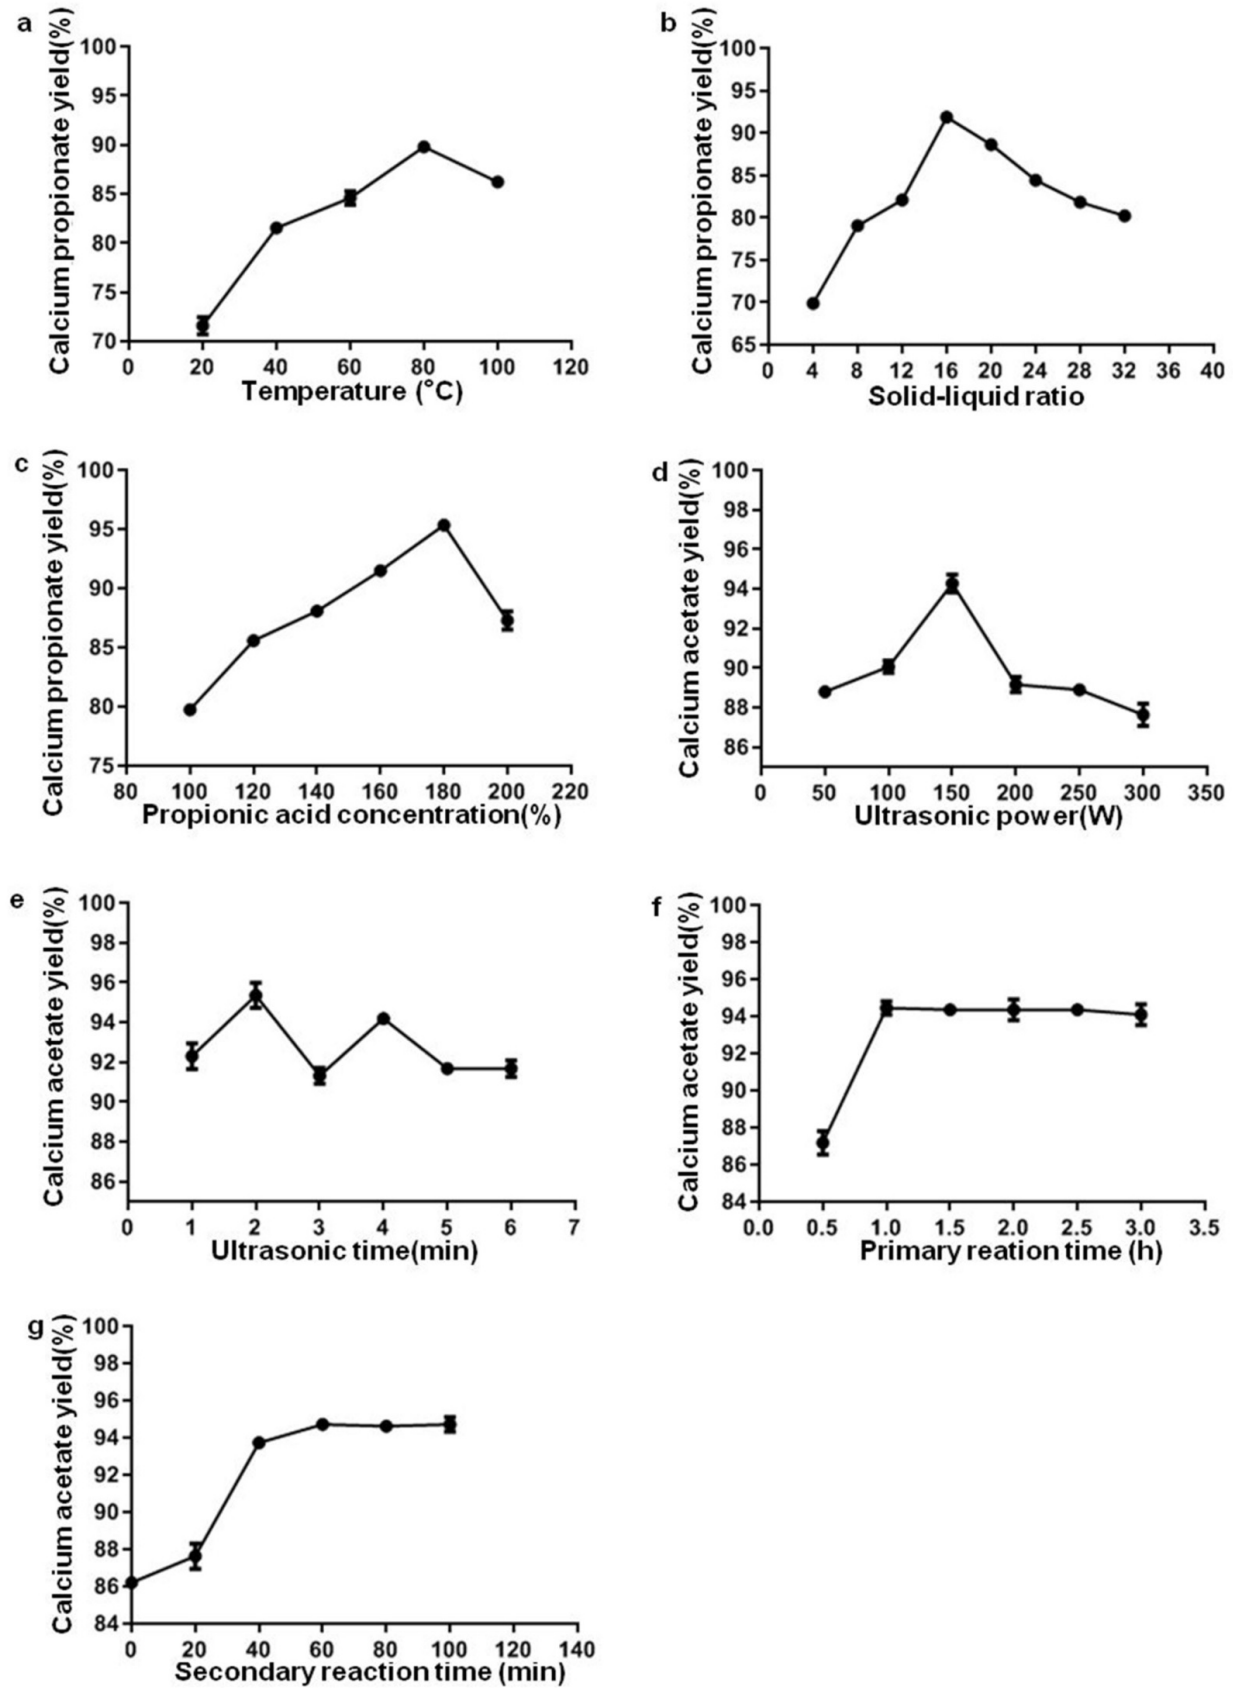 a
Calcium propionate yield(%)
100
95
90
85
80
75
70
0 20 40 60 80 100 120
Temperature (°C)
b
Calcium propionate yield(%)
100
95
90
85
80
75
70
65
0 4 8 12 16 20 24 28 32 36 40
Solid-liquid ratio
c
Calcium propionate yield(%)
100
95
90
85
80
75
80 100 120 140 160 180 200 220
Propionic acid concentration(%)
d
Calcium acetate yield(%)
100
98
96
94
92
90
88
86
0 50 100 150 200 250 300 350
Ultrasonic power(W)
e
Calcium acetate yield(%)
100
98
96
94
92
90
88
86
0 1 2 3 4 5 6 7
Ultrasonic time(min)
f
Calcium acetate yield(%)
100
98
96
94
92
90
88
86
84
0.0 0.5 1.0 1.5 2.0 2.5 3.0 3.5
Primary reation time (h)
g
Calcium acetate yield(%)
100
98
96
94
92
90
88
86
84
0 20 40 60 80 100 120 140
Secondary reaction time (min)